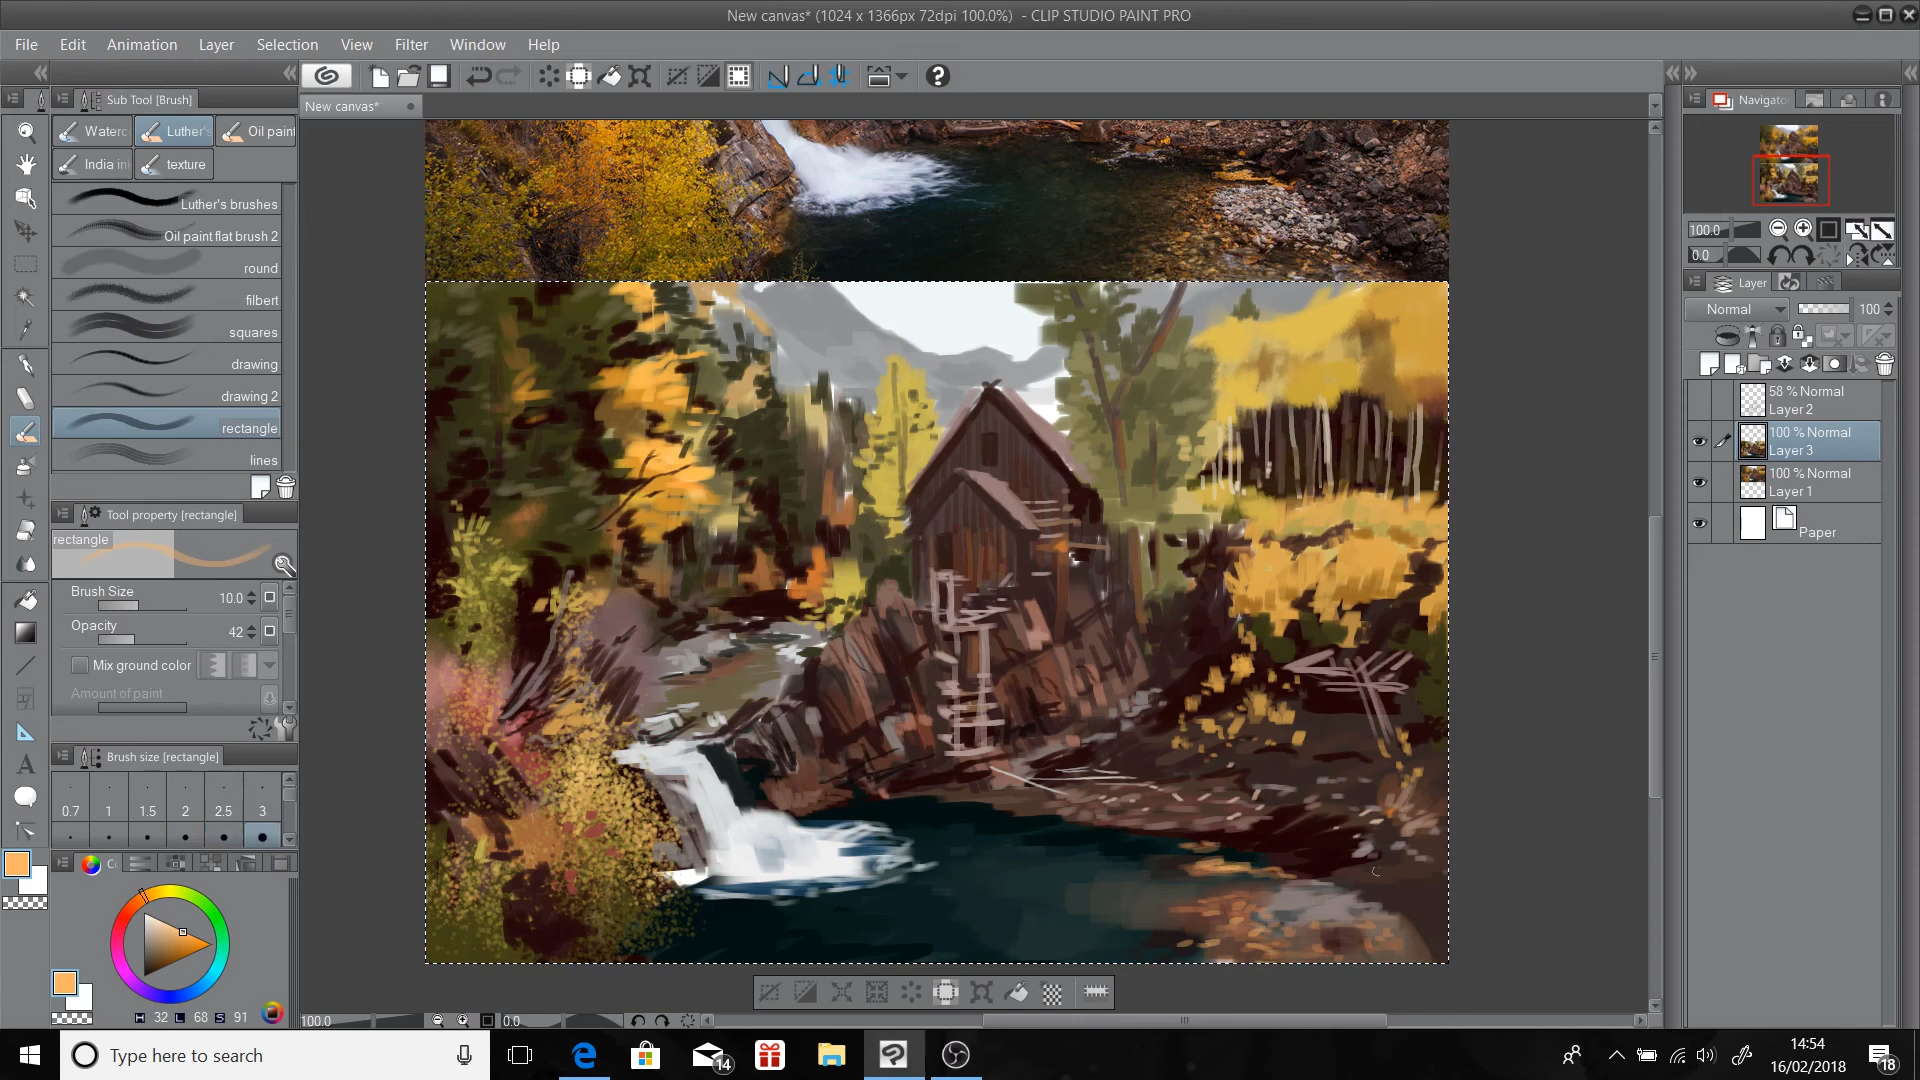 New canvas* (1024 x 1366px 72dpi 100.0%) - CLIP STUDIO PAINT PRO
File Edit Animation Layer Selection View Filter Window Help
Sub Tool [Brush]
New canvas*
Navigato
Waterc Luther's Oil paint
India in texture
Luther's brushes
Oil paint flat brush 2
round
filbert
squares
drawing
drawing 2
rectangle
lines
Tool property [rectangle]
rectangle
Brush Size 10.0
Opacity 42
Mix ground color
Amount of paint
Brush size [rectangle]
0.7 1 1.5 2 2.5 3
H 32 L 68 S 91
100.0 0.0
100.0
0.0
Layer
Normal 100
58 % Normal
Layer 2
100 % Normal
Layer 3
100 % Normal
Layer 1
Paper
Type here to search
14
14:54
16/02/2018
18